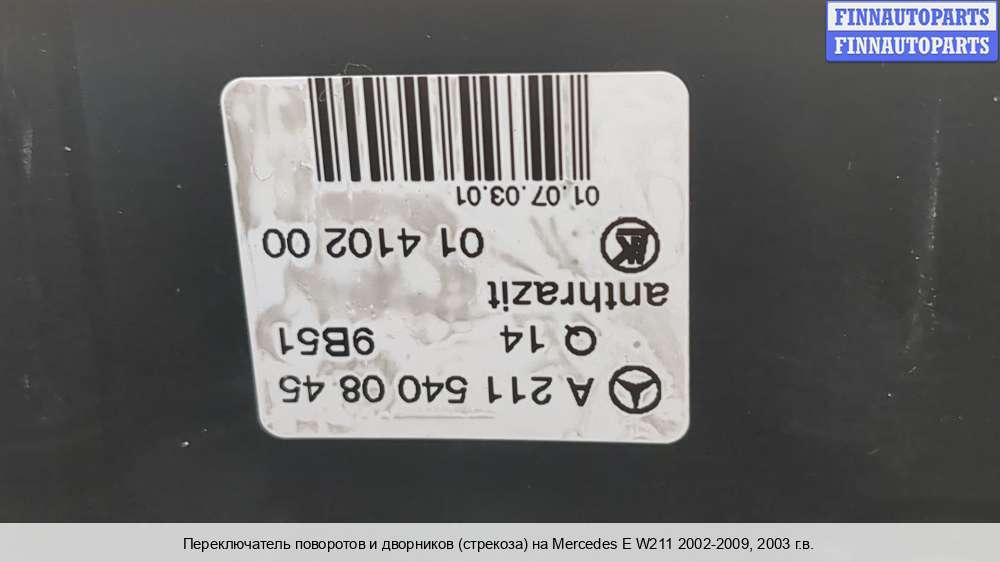 FINNAUTOPARTS
FINNAUTOPARTS
A 211 540 08 45
Q 14 9B51
anthrazit
01 4102 00
01.07.03.01
Переключатель поворотов и дворников (стрекоза) на Mercedes E W211 2002-2009, 2003 г.в.